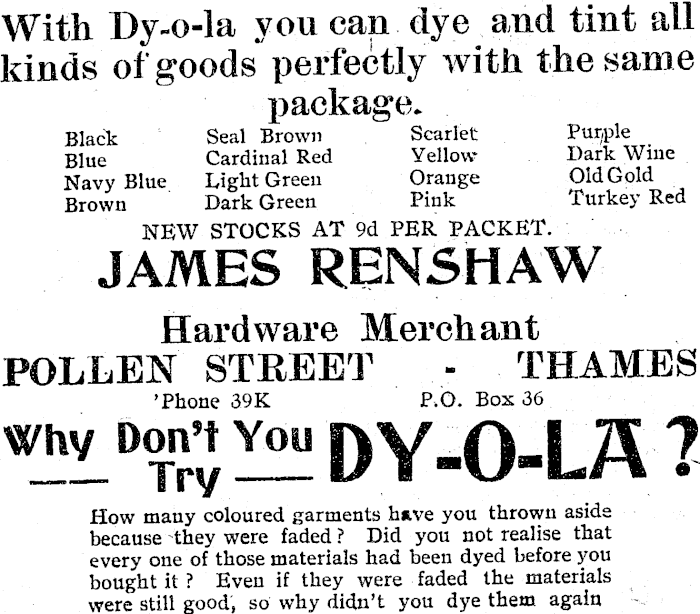 With Dy-o-la you can dye and tint all
kinds of goods perfectly with the same
package.
Black Seal Brown Scarlet Purple
Blue Cardinal Red Yellow Dark Wine
Navy Blue Light Green Orange Old Gold
Brown Dark Green Pink Turkey Red
NEW STOCKS AT 9d PER PACKET.
JAMES RENSHAW
Hardware Merchant
POLLEN STREET - THAMES
'Phone 39K P.O. Box 36
Why Don't You
— Try — DY-O-LA?
How many coloured garments have you thrown aside
because they were faded? Did you not realise that
every one of those materials had been dyed before you
bought it? Even if they were faded the materials
were still good, so why didn't you dye them again